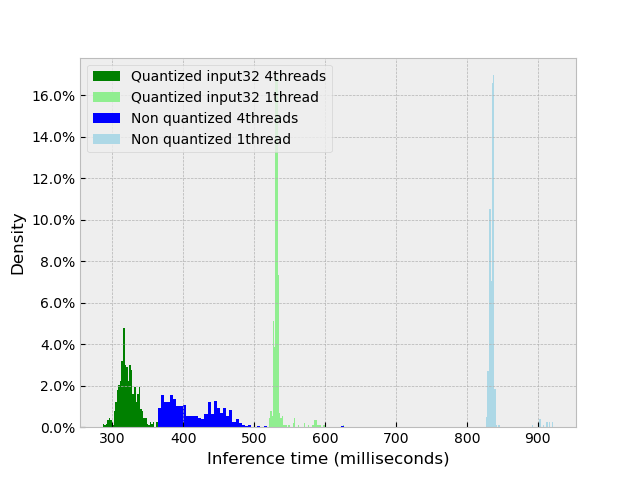 Quantized input32 4threads
Quantized input32 1thread
Non quantized 4threads
Non quantized 1thread
16.0%
14.0%
12.0%
10.0%
8.0%
6.0%
4.0%
2.0%
0.0%
Density
300 400 500 600 700 800 900
Inference time (milliseconds)